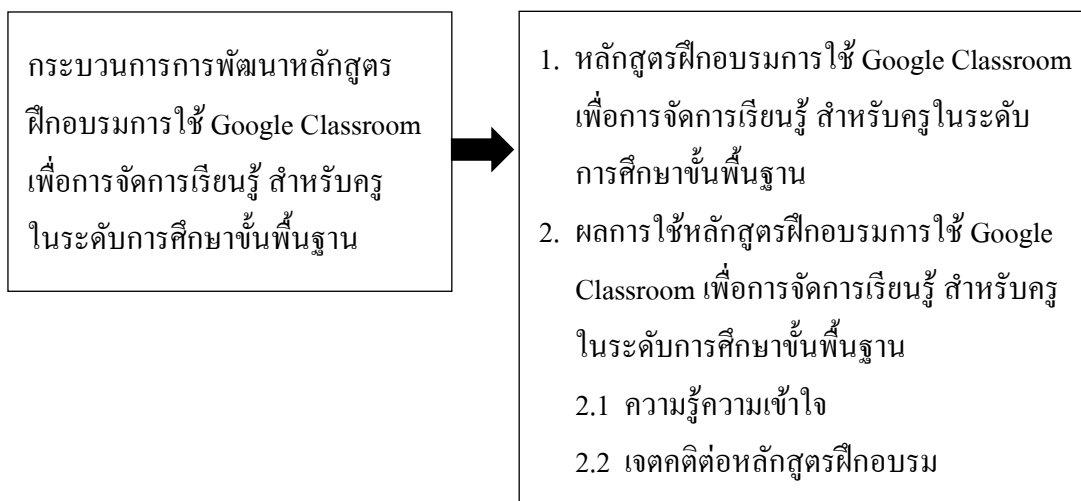 กระบวนการการพัฒนาหลักสูตร
ฝึกอบรมการใช้ Google Classroom
เพื่อการจัดการเรียนรู้ สำหรับครู
ในระดับการศึกษาขั้นพื้นฐาน
1. หลักสูตรฝึกอบรมการใช้ Google Classroom
เพื่อการจัดการเรียนรู้ สำหรับครูในระดับ
การศึกษาขั้นพื้นฐาน
2. ผลการใช้หลักสูตรฝึกอบรมการใช้ Google
Classroom เพื่อการจัดการเรียนรู้ สำหรับครู
ในระดับการศึกษาขั้นพื้นฐาน
2.1 ความรู้ความเข้าใจ
2.2 เจตคติต่อหลักสูตรฝึกอบรม